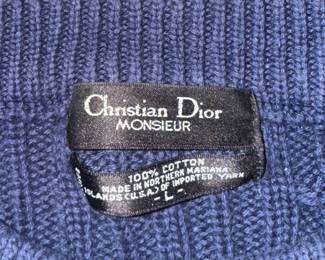 Christian Dior
MONSIEUR
100% COTTON
MADE IN NORTHERN MARIANA
ISLANDS (U.S.A.) OF IMPORTED YARN
- L -